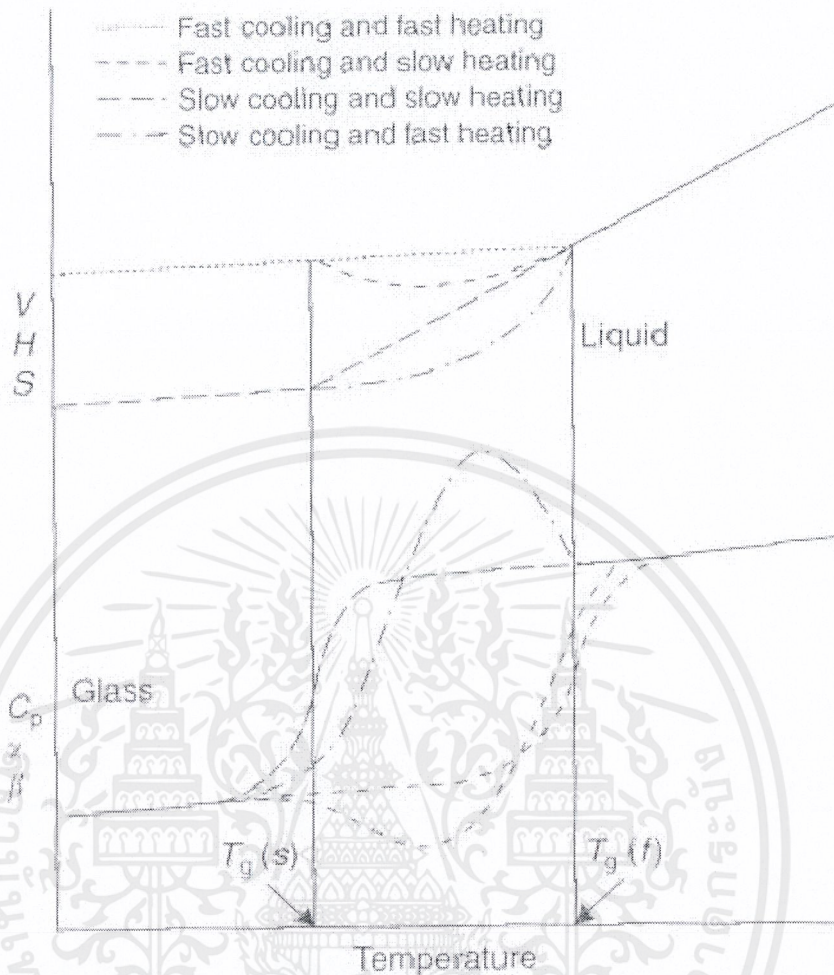 Fast cooling and fast heating
Fast cooling and slow heating
Slow cooling and slow heating
Slow cooling and fast heating
V
H
S
Liquid
Glass
Cp
Tg (s)
Tg (f)
Temperature